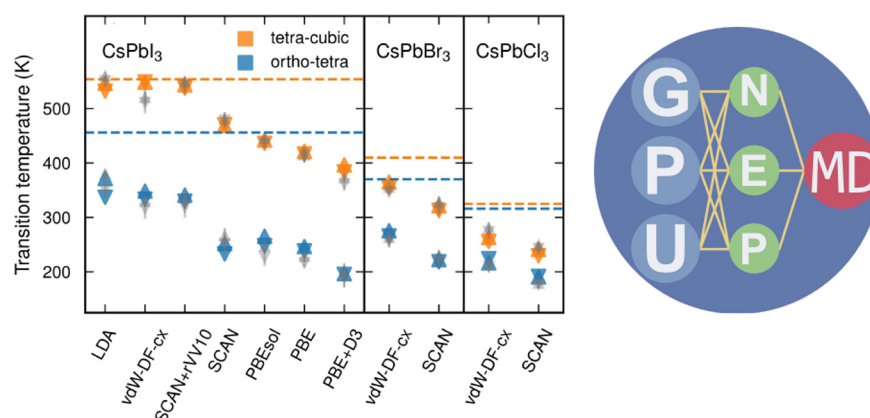 CsPbI3
tetra-cubic
ortho-tetra
CsPbBr3
CsPbCl3
Transition temperature (K)
500
400
300
200
LDA
vdW-DF-cx
SCAN+rVV10
SCAN
PBEsol
PBE
PBE+D3
vdW-DF-cx
SCAN
vdW-DF-cx
SCAN
G
P
U
N
E
P
MD